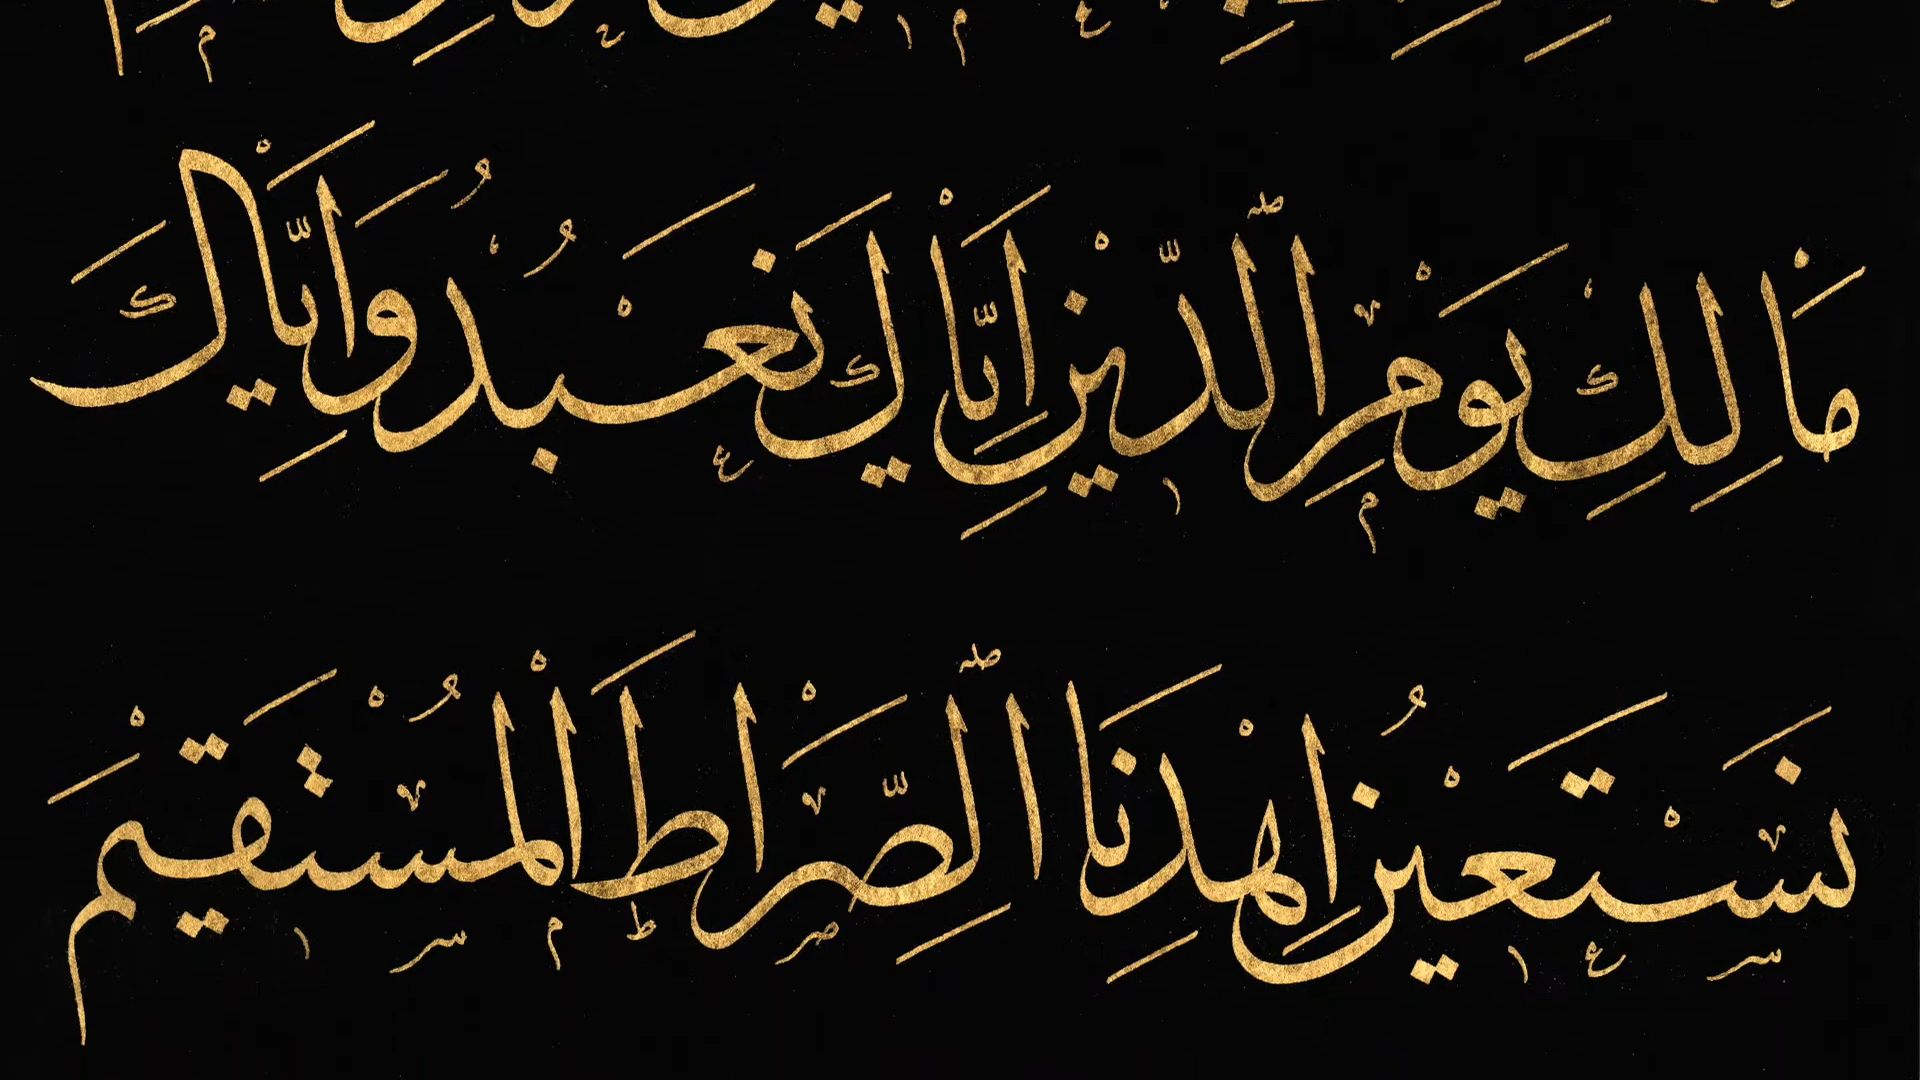 مَالِكِ يَوْمِ الدِّينِ إِيَّاكَ نَعْبُدُ وَإِيَّاكَ
نَسْتَعِينُ اهْدِنَا الصِّرَاطَ الْمُسْتَقِيمَ